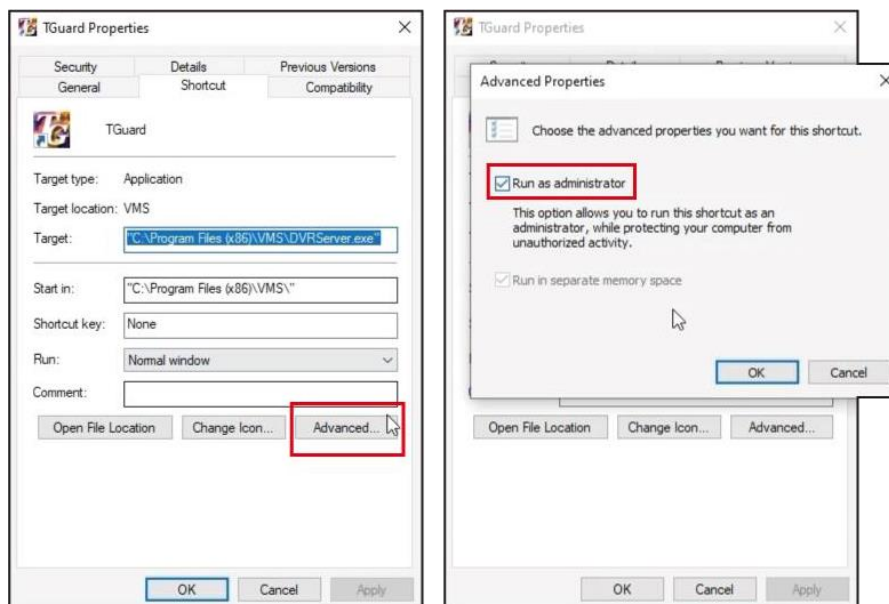 TGuard Properties
Security Details Previous Versions
General Shortcut Compatibility
TG
TGuard
Target type: Application
Target location: VMS
Target: "C:\Program Files (x86)\VMS\DVRServer.exe"
Start in: "C:\Program Files (x86)\VMS\"
Shortcut key: None
Run: Normal window
Comment:
Open File Location Change Icon... Advanced...
OK Cancel Apply
TGuard Properties
Advanced Properties
Choose the advanced properties you want for this shortcut.
Run as administrator
This option allows you to run this shortcut as an
administrator, while protecting your computer from
unauthorized activity.
Run in separate memory space
OK Cancel
Open File Location Change Icon... Advanced...
OK Cancel Apply